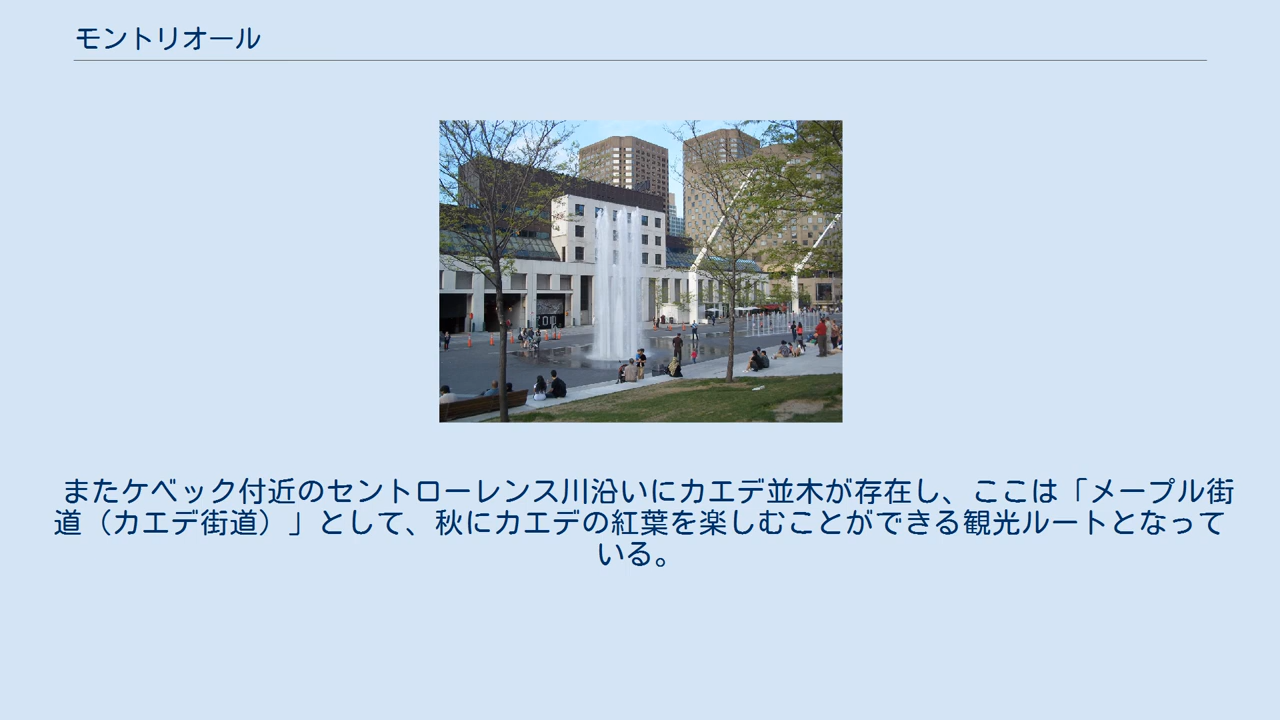 モントリオール
またケベック付近のセントローレンス川沿いにカエデ並木が存在し、ここは「メープル街
道（カエデ街道）」として、秋にカエデの紅葉を楽しむことができる観光ルートとなって
いる。